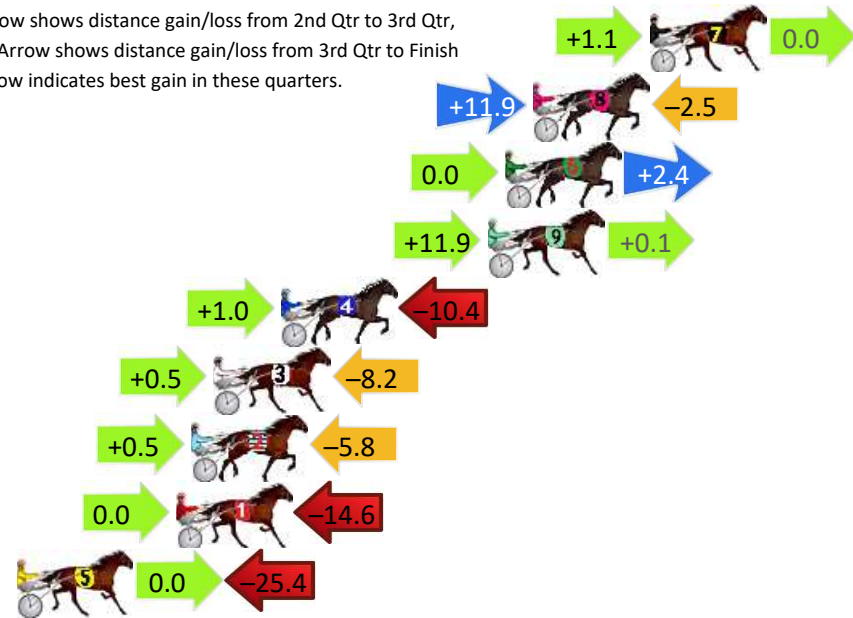 ow shows distance gain/loss from 2nd Qtr to 3rd Qtr,
Arrow shows distance gain/loss from 3rd Qtr to Finish
ow indicates best gain in these quarters.
+1.1 7 0.0
+11.9 8 –2.5
0.0 6 +2.4
+11.9 9 +0.1
+1.0 4 –10.4
+0.5 3 –8.2
+0.5 2 –5.8
0.0 1 –14.6
5 0.0 –25.4